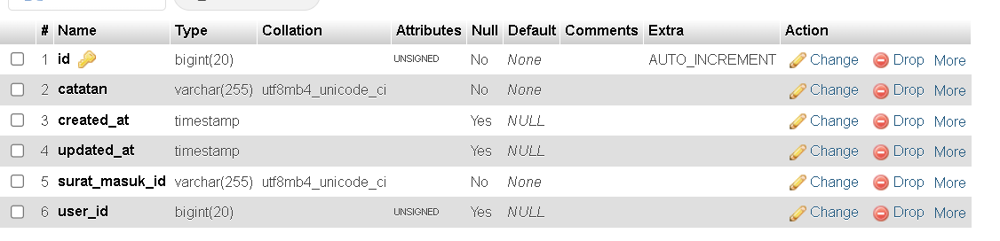 # Name Type Collation Attributes Null Default Comments Extra Action
1 id bigint(20) UNSIGNED No None AUTO_INCREMENT Change Drop More
2 catatan varchar(255) utf8mb4_unicode_ci No None Change Drop More
3 created_at timestamp Yes NULL Change Drop More
4 updated_at timestamp Yes NULL Change Drop More
5 surat_masuk_id varchar(255) utf8mb4_unicode_ci No None Change Drop More
6 user_id bigint(20) UNSIGNED Yes NULL Change Drop More